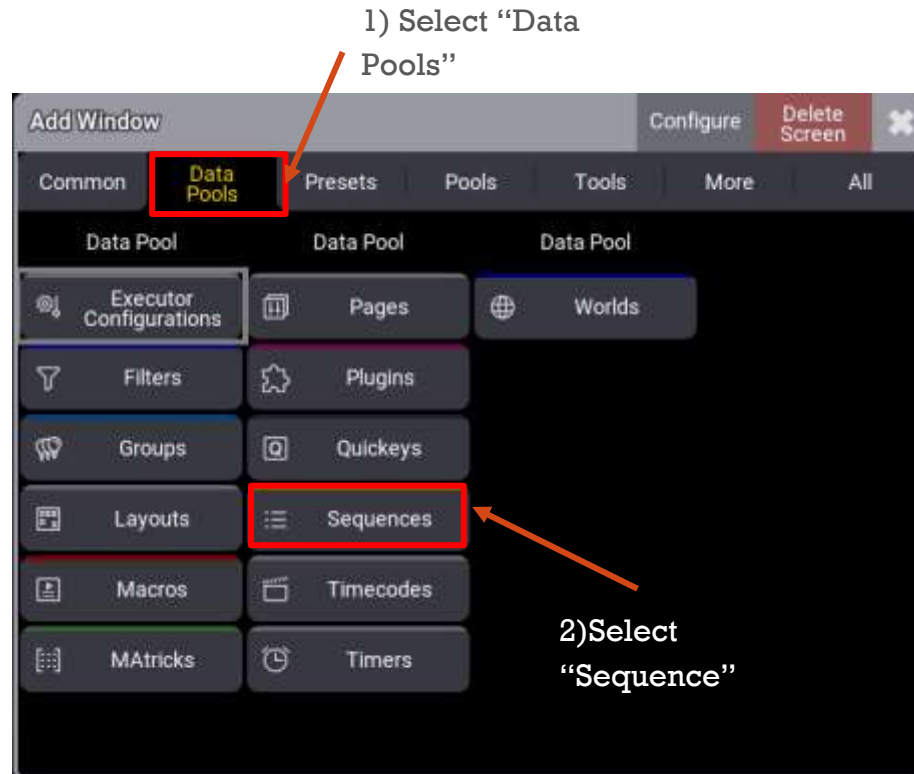 1) Select “Data
Pools”
Add Window
Configure
Delete
Screen
Common
Data
Pools
Presets
Pools
Tools
More
All
Data Pool
Data Pool
Data Pool
Executor
Configurations
Pages
Worlds
Filters
Plugins
Groups
Quickeys
Layouts
Sequences
Macros
Timecodes
MAtricks
Timers
2)Select
“Sequence”